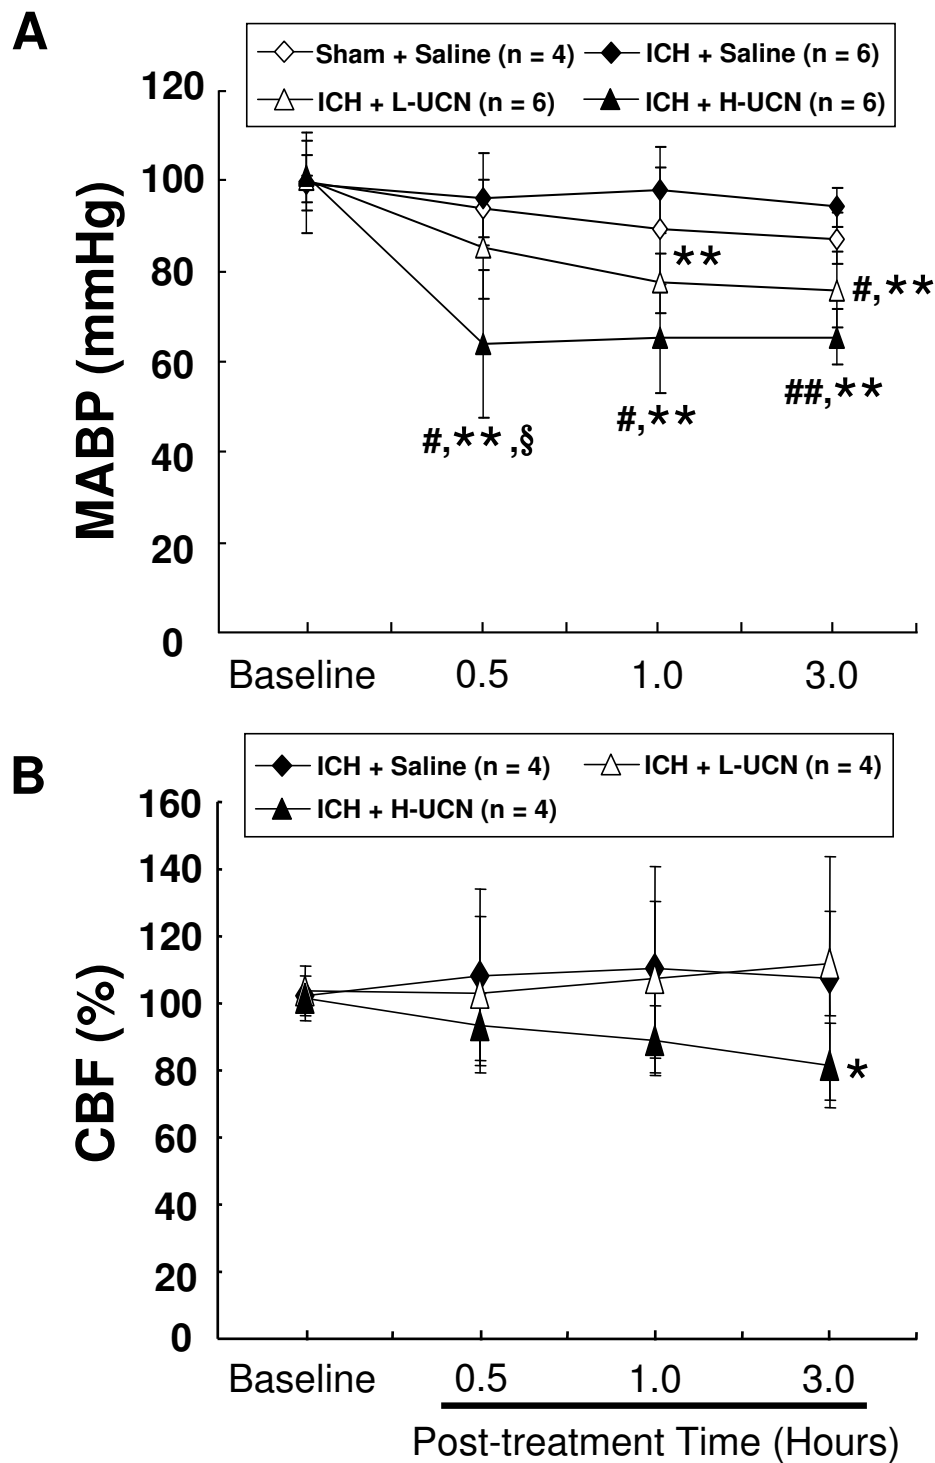 A
Sham + Saline (n = 4) ICH + Saline (n = 6)
ICH + L-UCN (n = 6) ICH + H-UCN (n = 6)
120
100
80
60
40
20
0
MABP (mmHg)
**
#,**
#,**,§
#,**
##,**
Baseline 0.5 1.0 3.0
B
ICH + Saline (n = 4) ICH + L-UCN (n = 4)
ICH + H-UCN (n = 4)
160
140
120
100
80
60
40
20
0
CBF (%)
*
Baseline 0.5 1.0 3.0
Post-treatment Time (Hours)